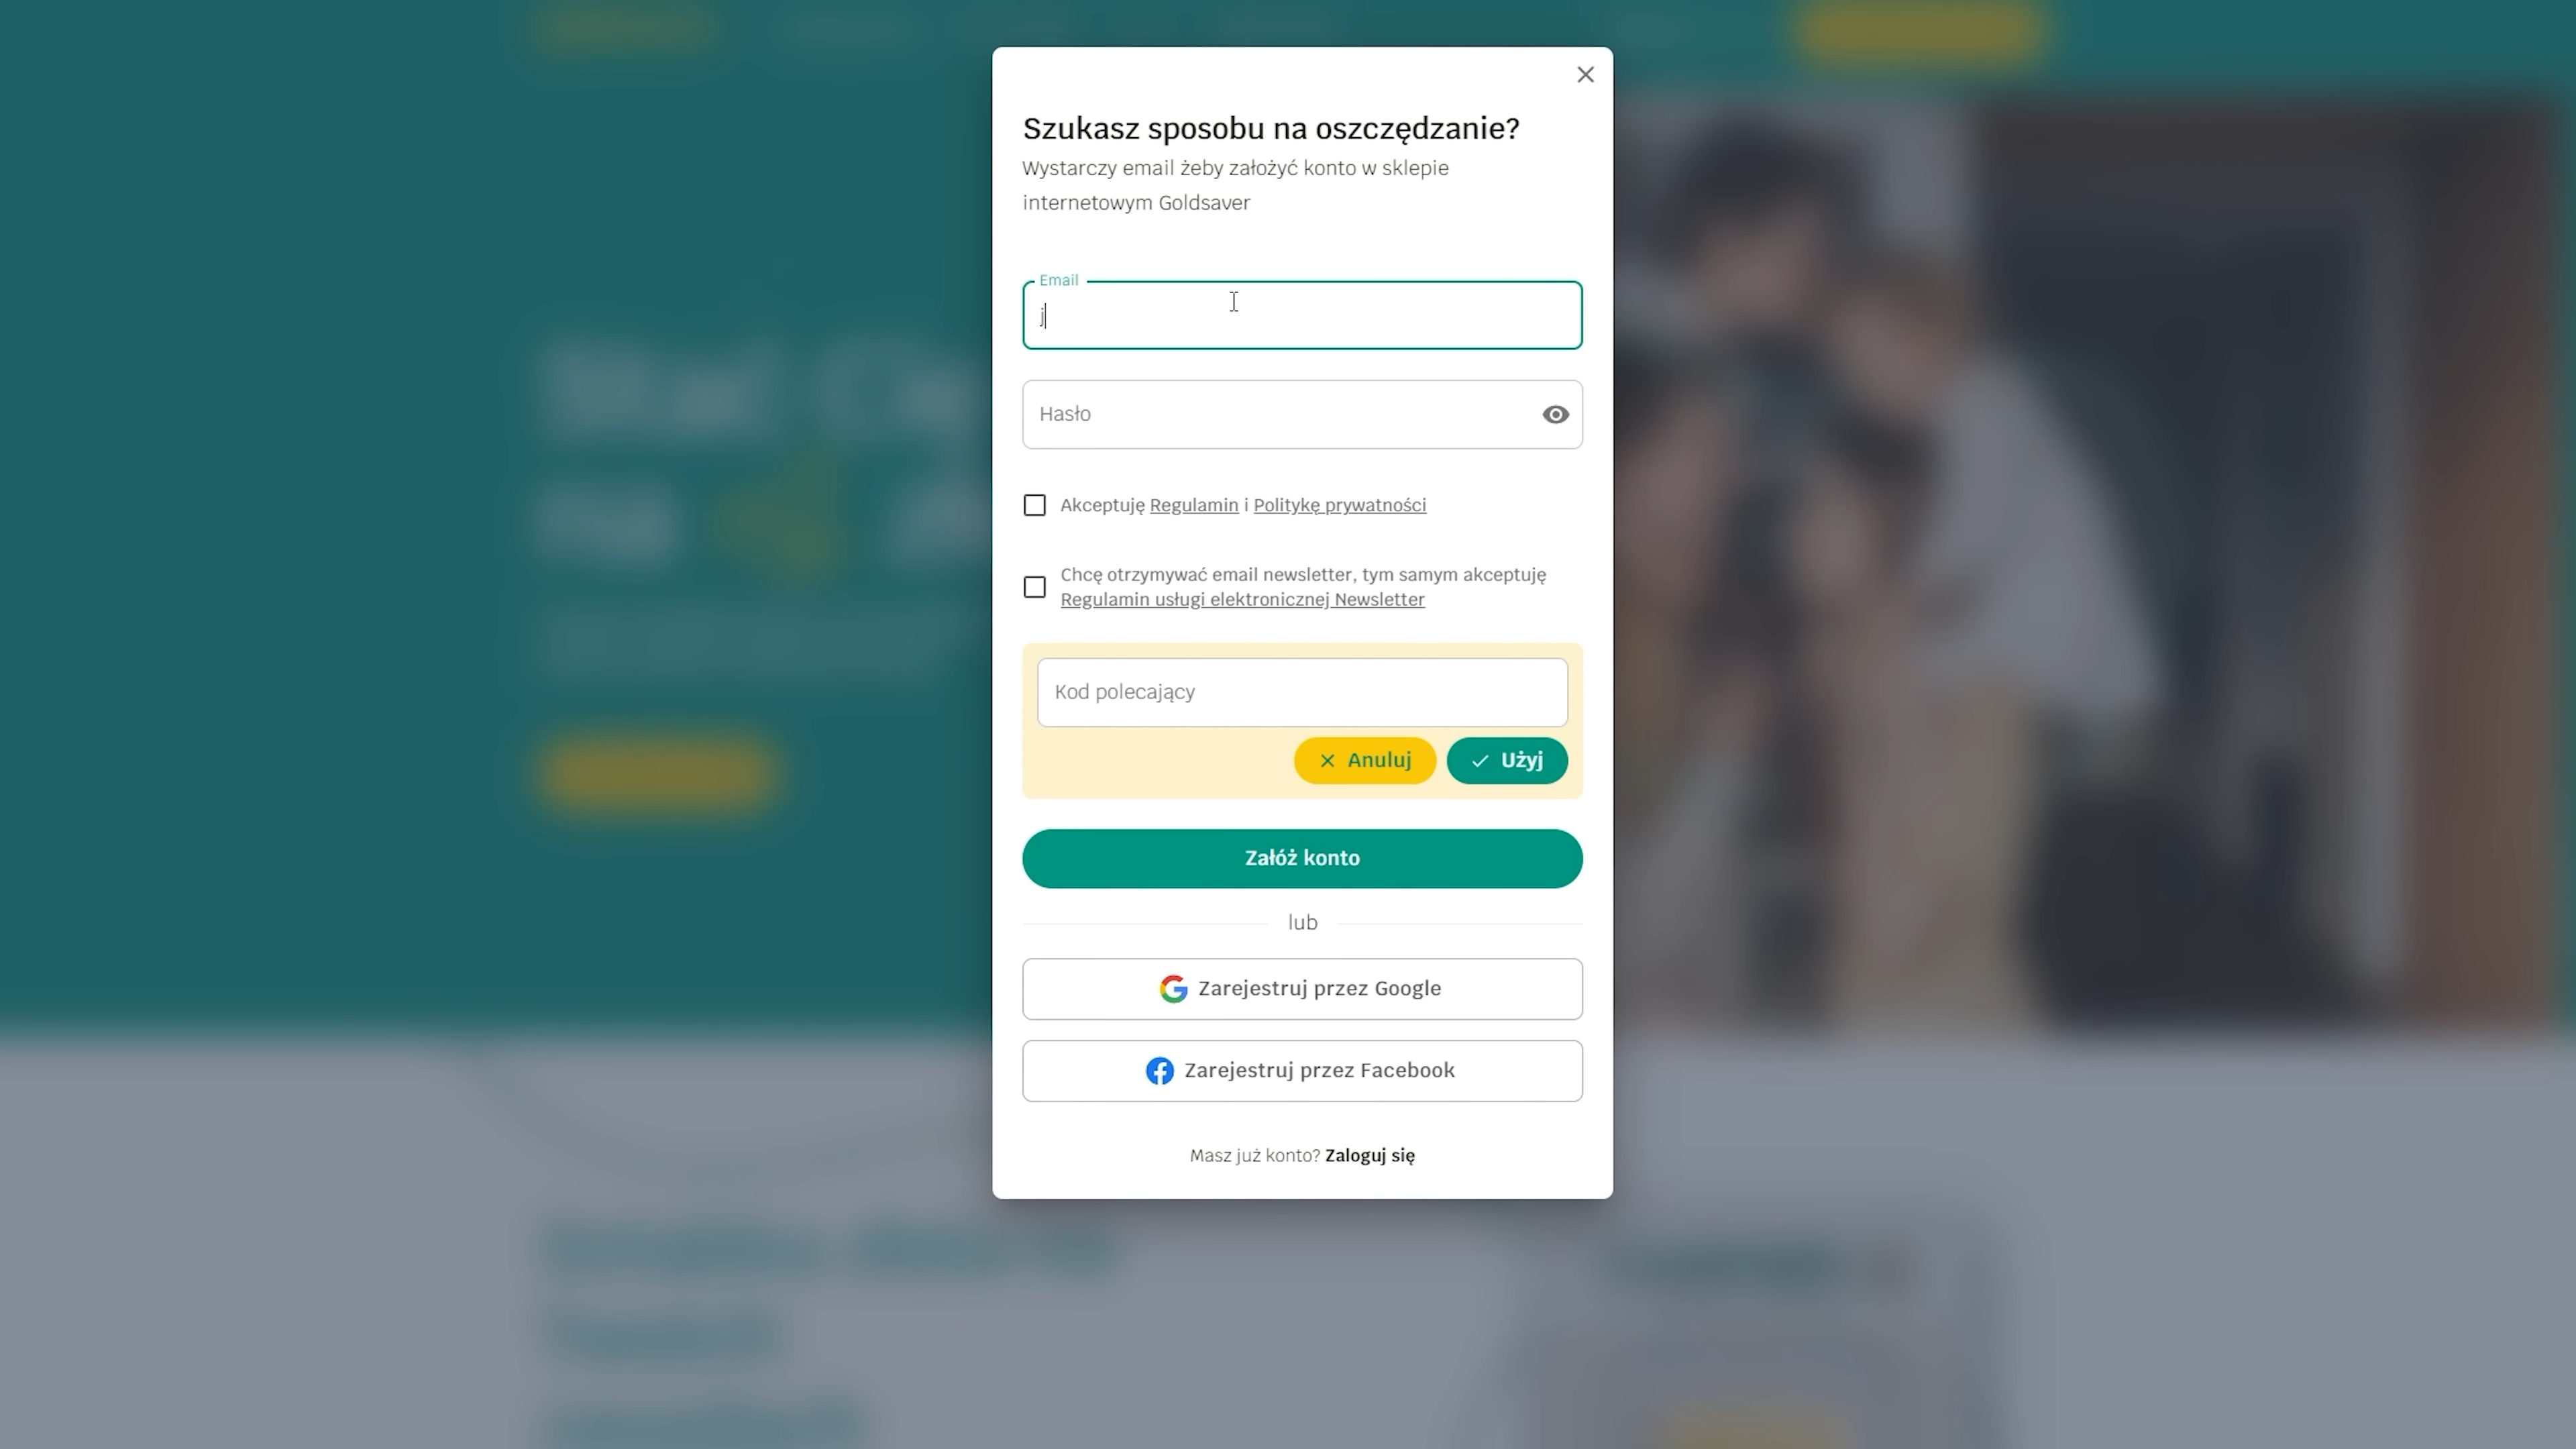 Szukasz sposobu na oszczędzanie?
Wystarczy email żeby założyć konto w sklepie
internetowym Goldsaver
Email
j
Hasło
Akceptuję Regulamin i Politykę prywatności
Chcę otrzymywać email newsletter, tym samym akceptuję
Regulamin usługi elektronicznej Newsletter
Kod polecający
Anuluj
Użyj
Załóż konto
lub
Zarejestruj przez Google
Zarejestruj przez Facebook
Masz już konto? Zaloguj się